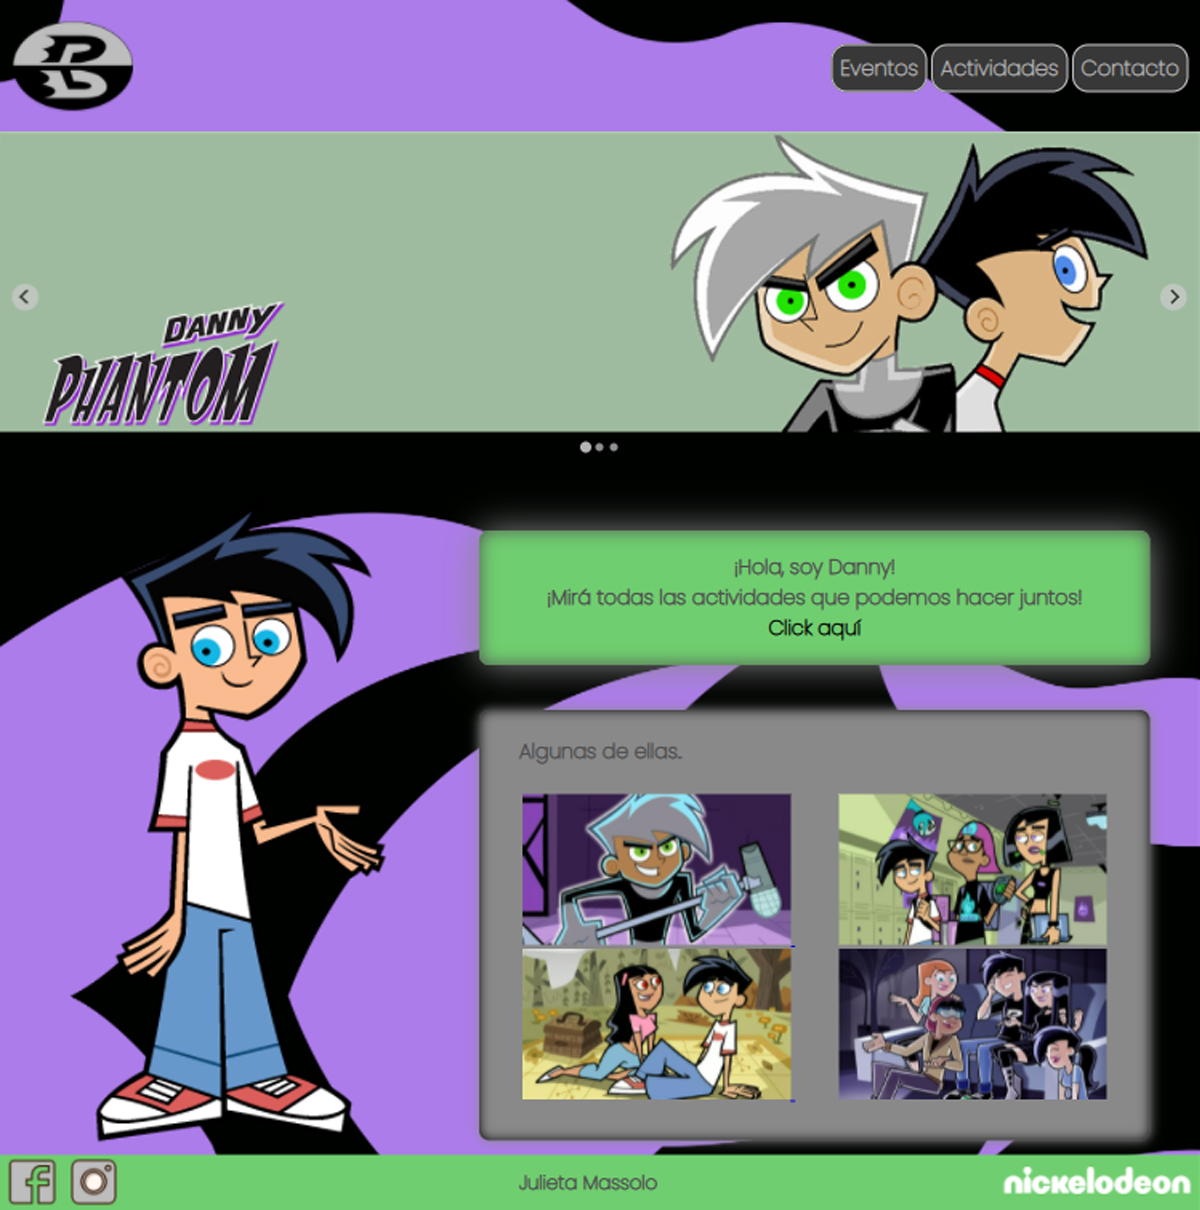 Eventos
Actividades
Contacto
DANNY
PHANTOM
¡Hola, soy Danny!
¡Mirá todas las actividades que podemos hacer juntos!
Click aquí
Algunas de ellas..
Julieta Massolo
nickelodeon